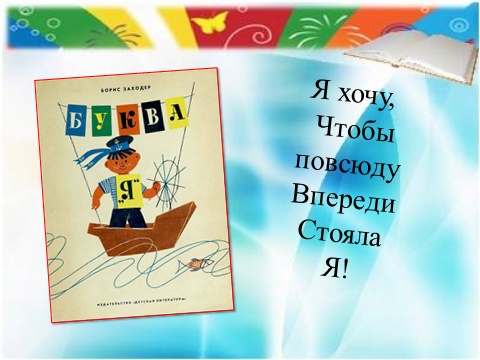 БОРИС ЗАХОДЕР
БУКВА
„Я"
ИЗДАТЕЛЬСТВО «ДЕТСКАЯ ЛИТЕРАТУРА»
Я хочу,
Чтобы
повсюду
Впереди
Стояла
Я!